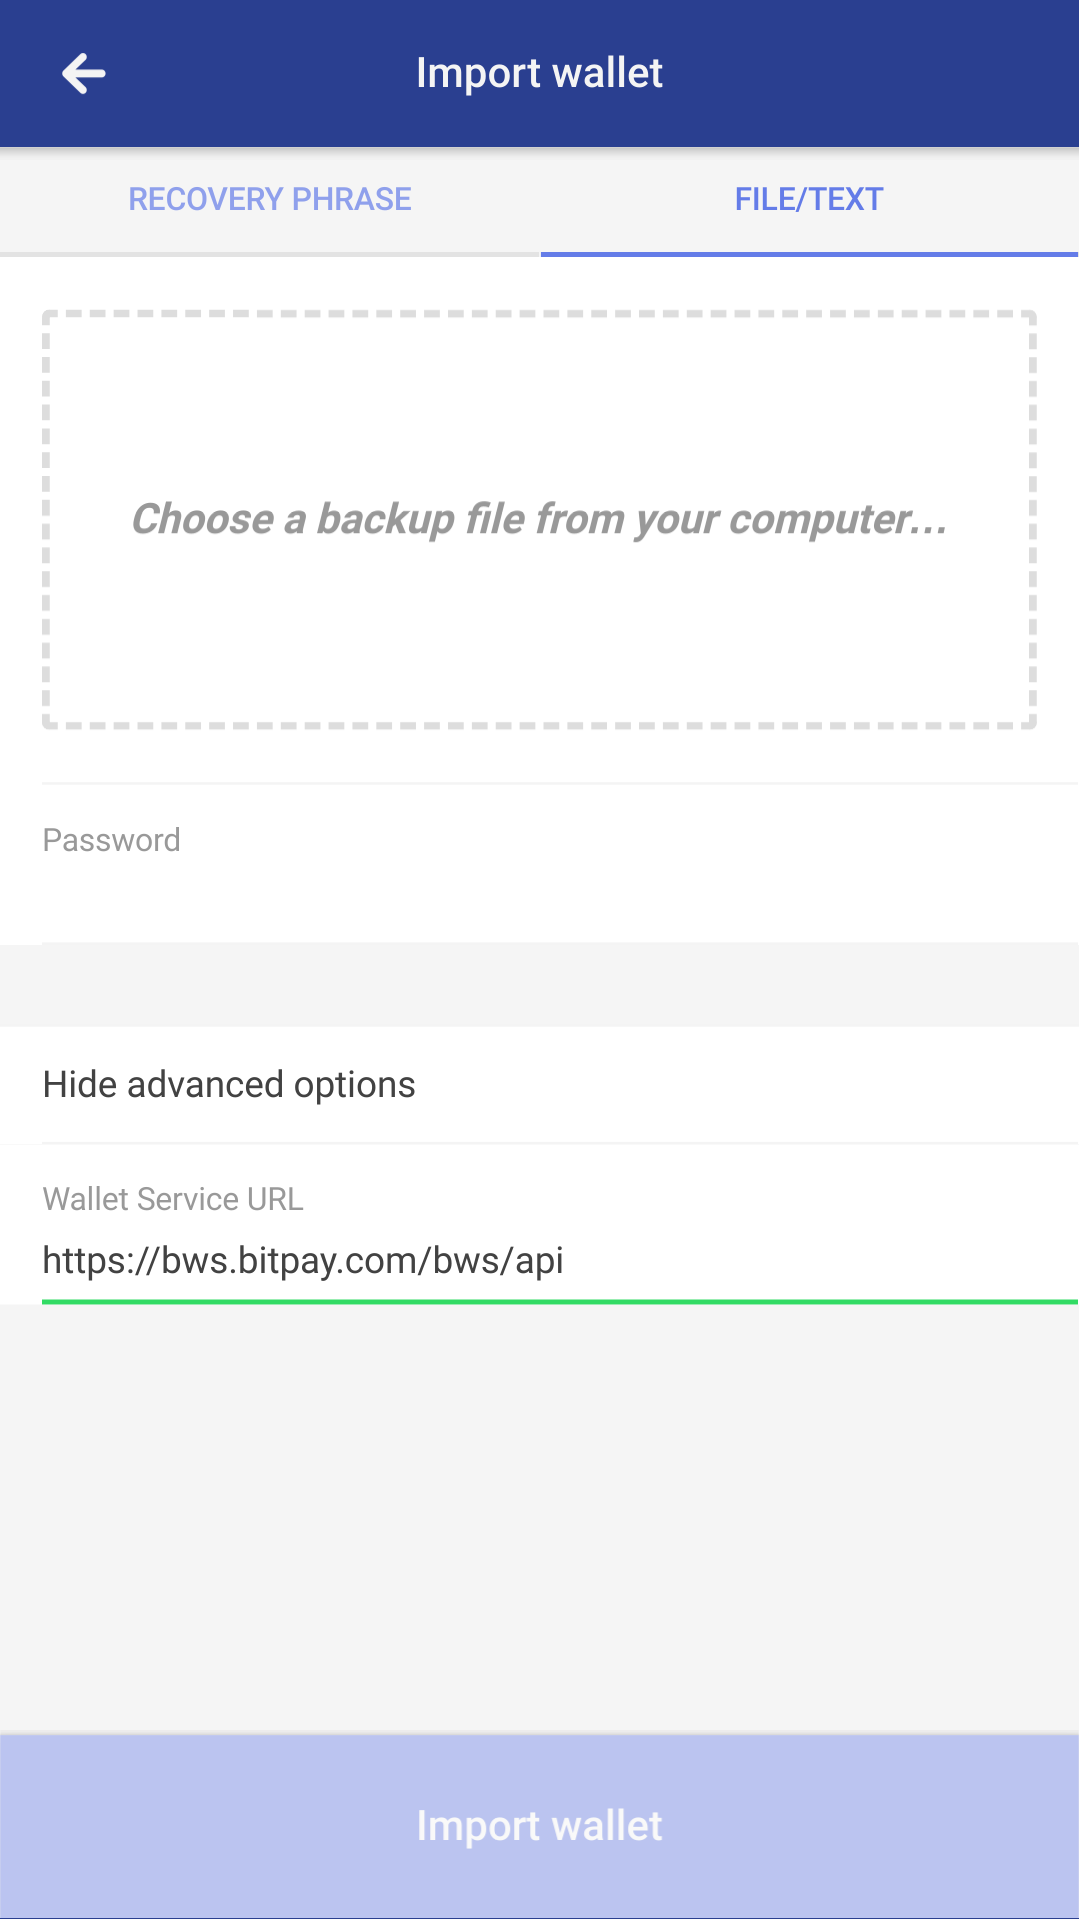 Import wallet
RECOVERY PHRASE
FILE/TEXT
Choose a backup file from your computer...
Password
Hide advanced options
Wallet Service URL
https://bws.bitpay.com/bws/api
Import wallet